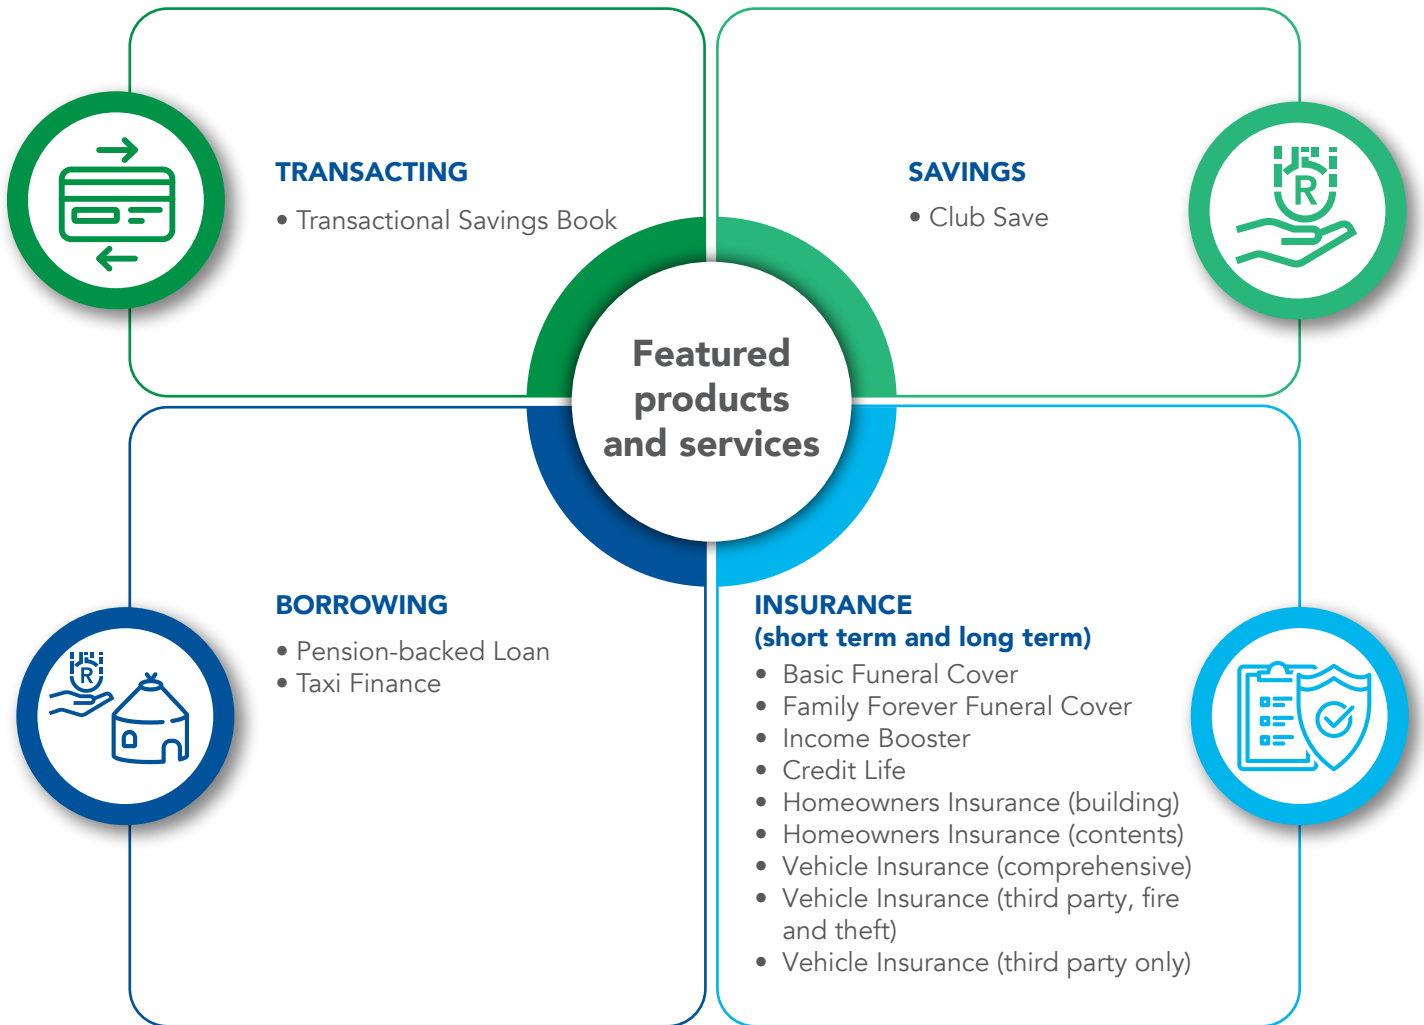 TRANSACTING
• Transactional Savings Book
SAVINGS
• Club Save
R
Featured
products
and services
BORROWING
• Pension-backed Loan
• Taxi Finance
R
INSURANCE
(short term and long term)
• Basic Funeral Cover
• Family Forever Funeral Cover
• Income Booster
• Credit Life
• Homeowners Insurance (building)
• Homeowners Insurance (contents)
• Vehicle Insurance (comprehensive)
• Vehicle Insurance (third party, fire
and theft)
• Vehicle Insurance (third party only)